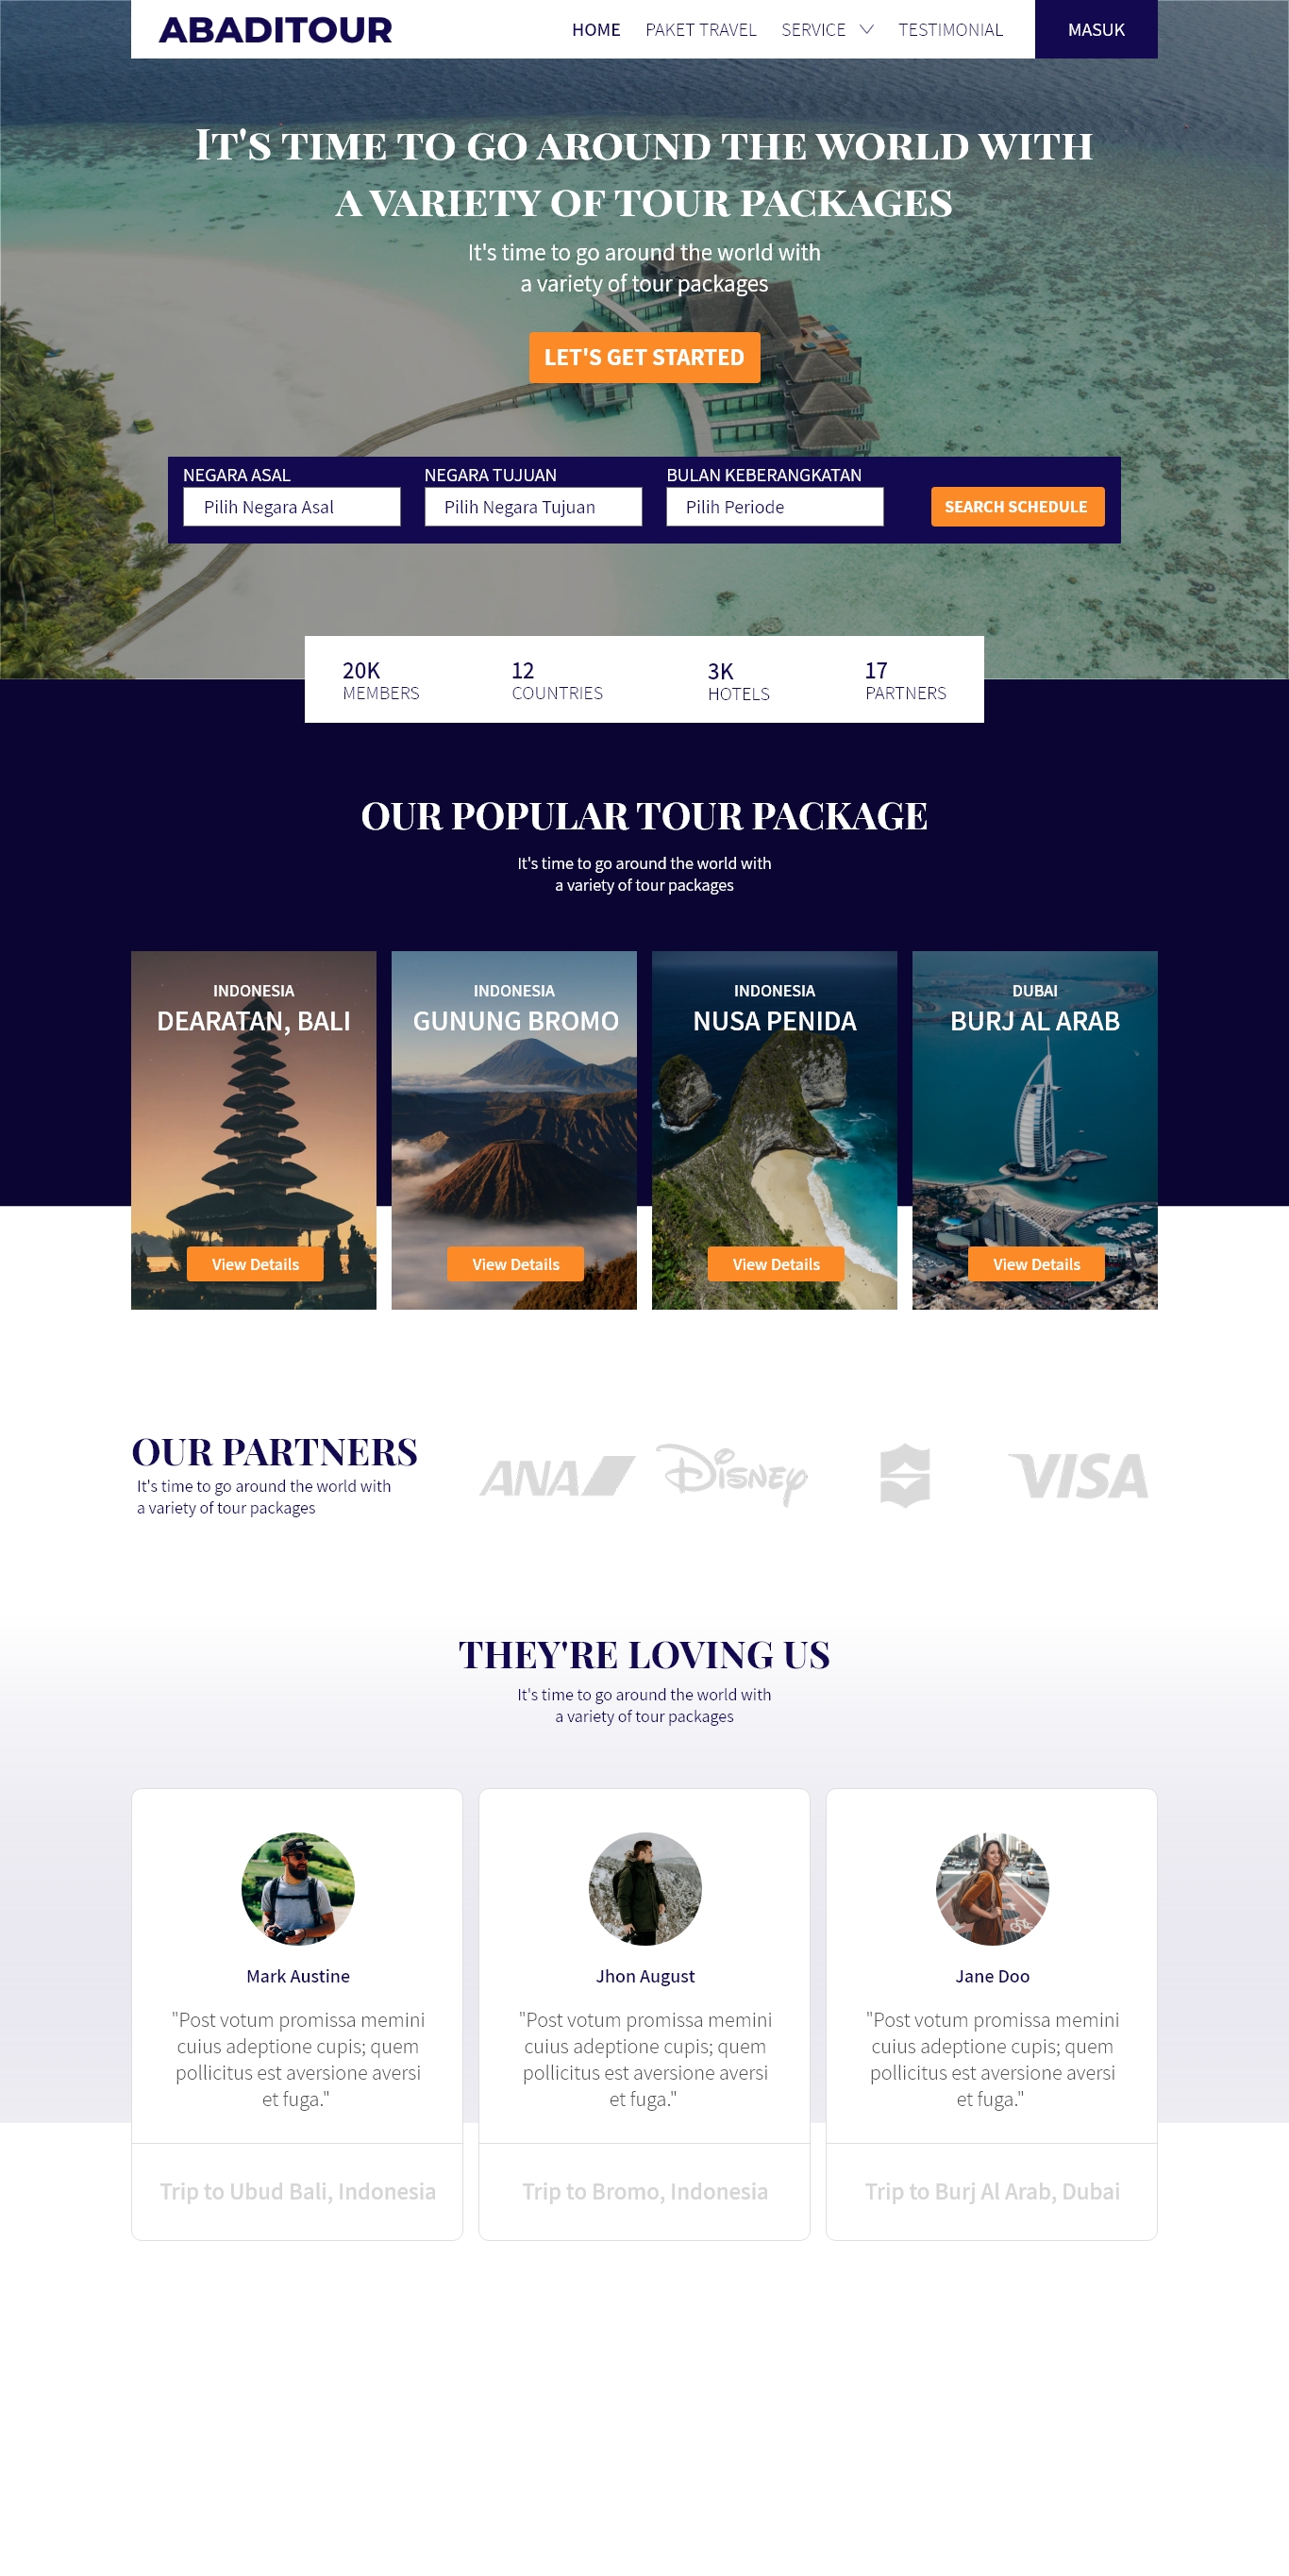 ABADITOUR
HOME PAKET TRAVEL SERVICE TESTIMONIAL MASUK
IT'S TIME TO GO AROUND THE WORLD WITH
A VARIETY OF TOUR PACKAGES
It's time to go around the world with
a variety of tour packages
LET'S GET STARTED
NEGARA ASAL NEGARA TUJUAN BULAN KEBERANGKATAN
Pilih Negara Asal Pilih Negara Tujuan Pilih Periode SEARCH SCHEDULE
20K 12 3K 17
MEMBERS COUNTRIES HOTELS PARTNERS
OUR POPULAR TOUR PACKAGE
It's time to go around the world with
a variety of tour packages
INDONESIA
DEARATAN, BALI
View Details
INDONESIA
GUNUNG BROMO
View Details
INDONESIA
NUSA PENIDA
View Details
DUBAI
BURJ AL ARAB
View Details
OUR PARTNERS
It's time to go around the world with
a variety of tour packages
ANA Disney VISA
THEY'RE LOVING US
It's time to go around the world with
a variety of tour packages
Mark Austine
"Post votum promissa memini
cuius adeptione cupis; quem
pollicitus est aversione aversi
et fuga."
Trip to Ubud Bali, Indonesia
Jhon August
"Post votum promissa memini
cuius adeptione cupis; quem
pollicitus est aversione aversi
et fuga."
Trip to Bromo, Indonesia
Jane Doo
"Post votum promissa memini
cuius adeptione cupis; quem
pollicitus est aversione aversi
et fuga."
Trip to Burj Al Arab, Dubai